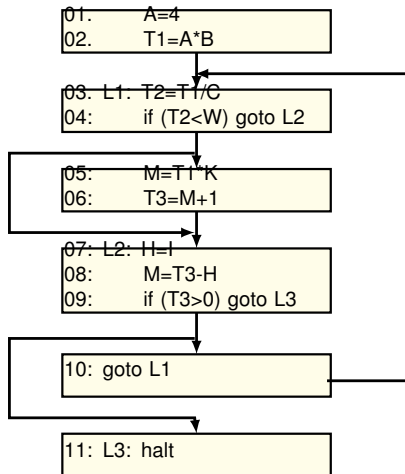 01. A=4
02. T1=A*B
03: L1: T2=T1/C
04: if (T2<W) goto L2
05: M=T1*K
06: T3=M+1
07: L2: H=I
08: M=T3-H
09: if (T3>0) goto L3
10: goto L1
11: L3: halt